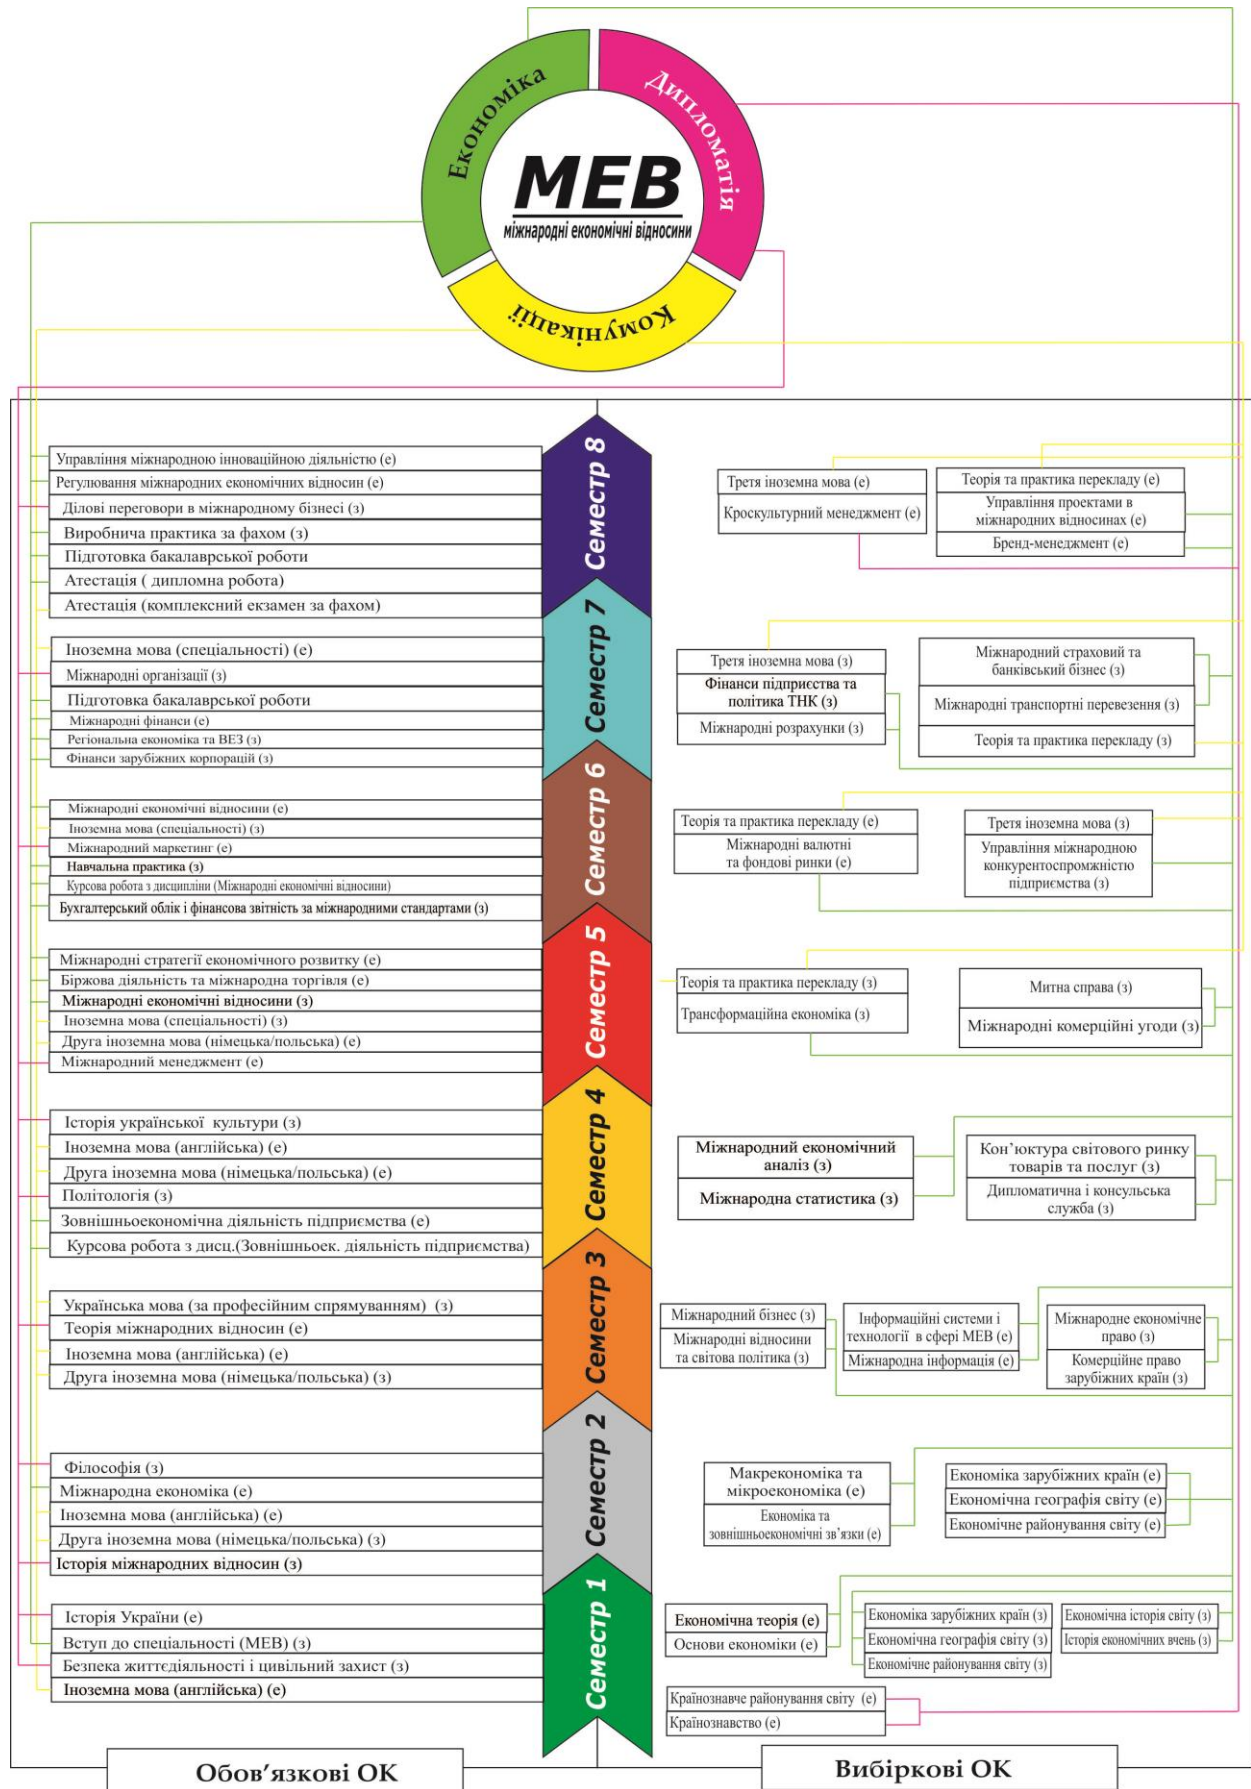 Економіка
Дипломатія
Комунікації
МЕВ
міжнародні економічні відносини
Семестр 8
Управління міжнародною інноваційною діяльністю (е)
Регулювання міжнародних економічних відносин (е)
Ділові переговори в міжнародному бізнесі (з)
Виробнича практика за фахом (з)
Підготовка бакалаврської роботи
Атестація ( дипломна робота)
Атестація (комплексний екзамен за фахом)
Третя іноземна мова (е)
Кроскультурний менеджмент (е)
Теорія та практика перекладу (е)
Управління проектами в
міжнародних відносинах (е)
Бренд-менеджмент (е)
Семестр 7
Іноземна мова (спеціальності) (е)
Міжнародні організації (з)
Підготовка бакалаврської роботи
Міжнародні фінанси (е)
Регіональна економіка та ВЕЗ (з)
Фінанси зарубіжних корпорацій (з)
Третя іноземна мова (з)
Фінанси підприємства та
політика ТНК (з)
Міжнародні розрахунки (з)
Міжнародний страховий та
банківський бізнес (з)
Міжнародні транспортні перевезення (з)
Теорія та практика перекладу (з)
Семестр 6
Міжнародні економічні відносини (е)
Іноземна мова (спеціальності) (з)
Міжнародний маркетинг (е)
Навчальна практика (з)
Курсова робота з дисципліни (Міжнародні економічні відносини)
Бухгалтерський облік і фінансова звітність за міжнародними стандартами (з)
Теорія та практика перекладу (е)
Міжнародні валютні
та фондові ринки (е)
Третя іноземна мова (з)
Управління міжнародною
конкурентоспромжністю
підприємства (з)
Семестр 5
Міжнародні стратегії економічного розвитку (е)
Біржова діяльність та міжнародна торгівля (е)
Міжнародні економічні відносини (з)
Іноземна мова (спеціальності) (з)
Друга іноземна мова (німецька/польська) (е)
Міжнародний менеджмент (е)
Теорія та практика перекладу (з)
Трансформаційна економіка (з)
Митна справа (з)
Міжнародні комерційні угоди (з)
Семестр 4
Історія української культури (з)
Іноземна мова (англійська) (е)
Друга іноземна мова (німецька/польська) (е)
Політологія (з)
Зовнішньоекономічна діяльність підприємства (е)
Курсова робота з дисц.(Зовнішньоек. діяльність підприємства)
Міжнародний економічний
аналіз (з)
Міжнародна статистика (з)
Кон’юктура світового ринку
товарів та послуг (з)
Дипломатична і консульська
служба (з)
Семестр 3
Українська мова (за професійним спрямуванням) (з)
Теорія міжнародних відносин (е)
Іноземна мова (англійська) (е)
Друга іноземна мова (німецька/польська) (з)
Міжнародний бізнес (з)
Міжнародні відносини
та світова політика (з)
Інформаційні системи і
технології в сфері МЕВ (е)
Міжнародна інформація (е)
Міжнародне економічне
право (з)
Комерційне право
зарубіжних країн (з)
Семестр 2
Філософія (з)
Міжнародна економіка (е)
Іноземна мова (англійська) (е)
Друга іноземна мова (німецька/польська) (з)
Історія міжнародних відносин (з)
Макрекономіка та
мікроекономіка (е)
Економіка та
зовнішньоекономічні зв’язки (е)
Економіка зарубіжних країн (е)
Економічна географія світу (е)
Економічне районування світу (е)
Семестр 1
Історія України (е)
Вступ до спеціальності (МЕВ) (з)
Безпека життєдіяльності і цивільний захист (з)
Іноземна мова (англійська) (е)
Економічна теорія (е)
Основи економіки (е)
Економіка зарубіжних країн (з)
Економічна географія світу (з)
Економічне районування світу (з)
Економічна історія світу (з)
Історія економічних вчень (з)
Країнознавче районування світу (е)
Країнознавство (е)
Обов’язкові ОК
Вибіркові ОК